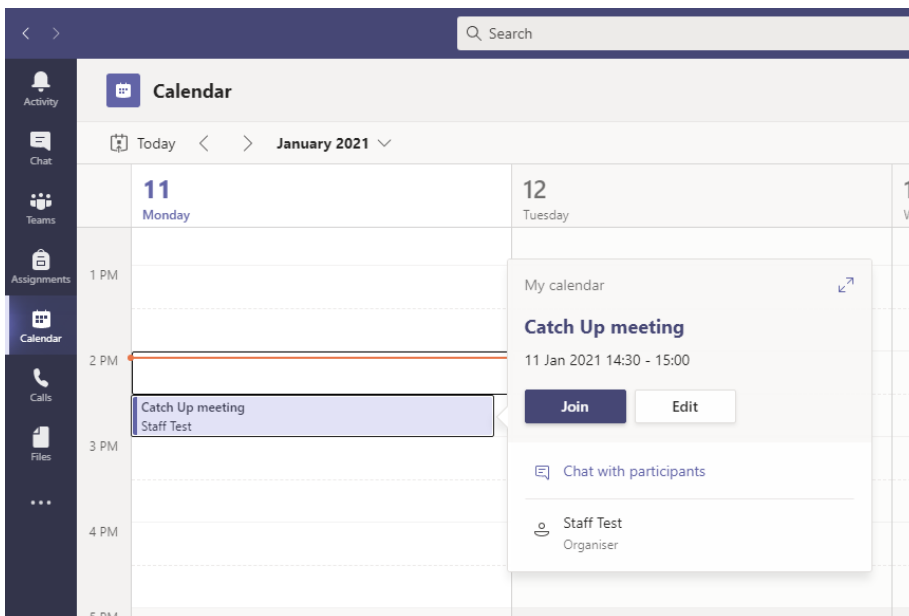 Search
Activity
Chat
Teams
Assignments
Calendar
Calls
Files
Calendar
Today
January 2021
11
Monday
12
Tuesday
1 PM
2 PM
3 PM
4 PM
Catch Up meeting
Staff Test
My calendar
Catch Up meeting
11 Jan 2021 14:30 - 15:00
Join Edit
Chat with participants
Staff Test
Organiser